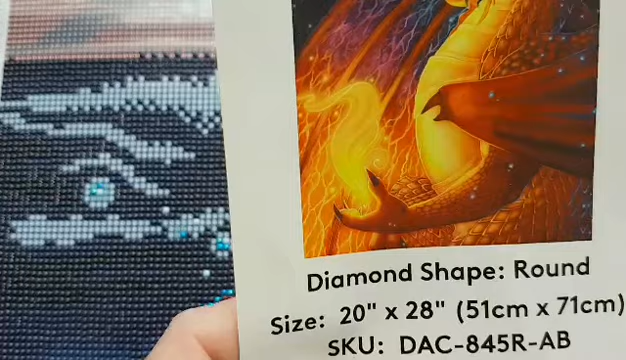 Diamond Shape: Round
Size: 20" x 28" (51cm x 71cm)
SKU: DAC-845R-AB